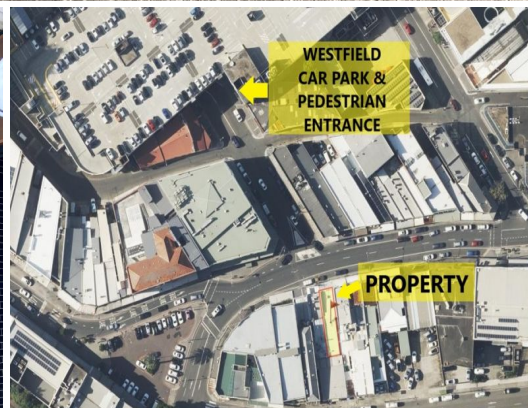 WESTFIELD
CAR PARK &
PEDESTRIAN
ENTRANCE
PROPERTY